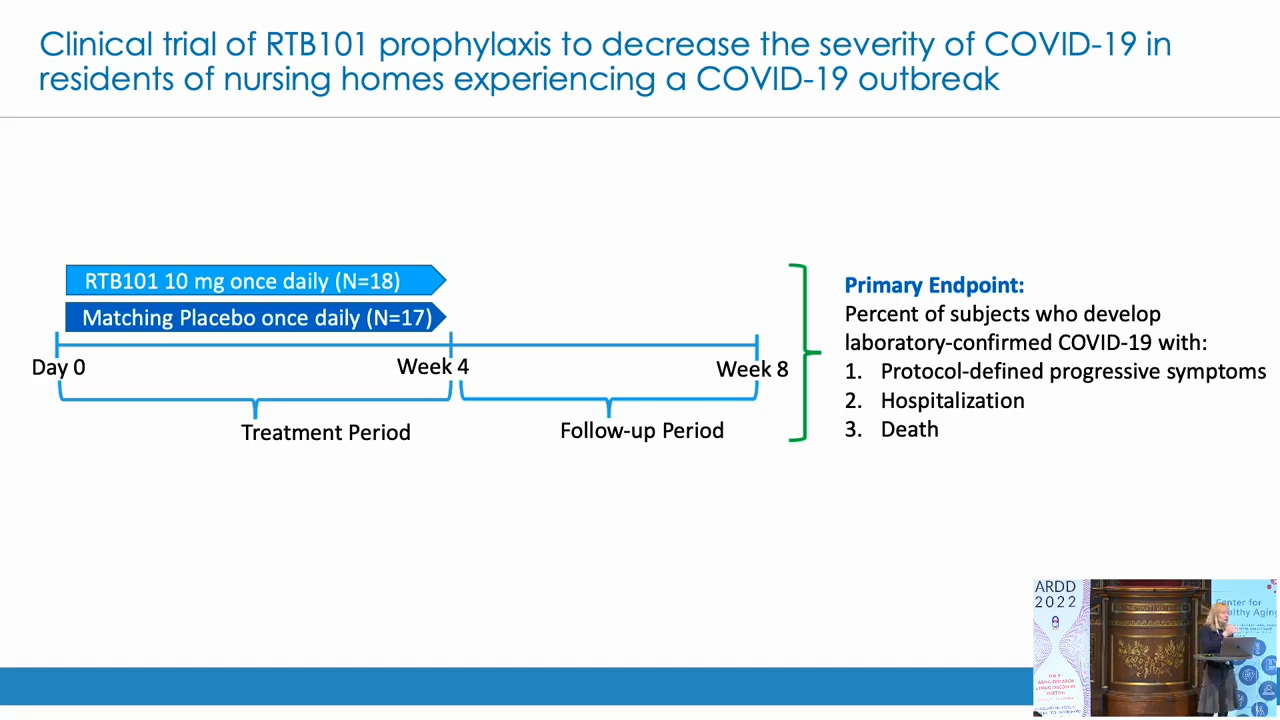 Clinical trial of RTB101 prophylaxis to decrease the severity of COVID-19 in
residents of nursing homes experiencing a COVID-19 outbreak
RTB101 10 mg once daily (N=18)
Matching Placebo once daily (N=17)
Day 0
Week 4
Week 8
Treatment Period
Follow-up Period
Primary Endpoint:
Percent of subjects who develop
laboratory-confirmed COVID-19 with:
1. Protocol-defined progressive symptoms
2. Hospitalization
3. Death
ARDD
2022
Center for